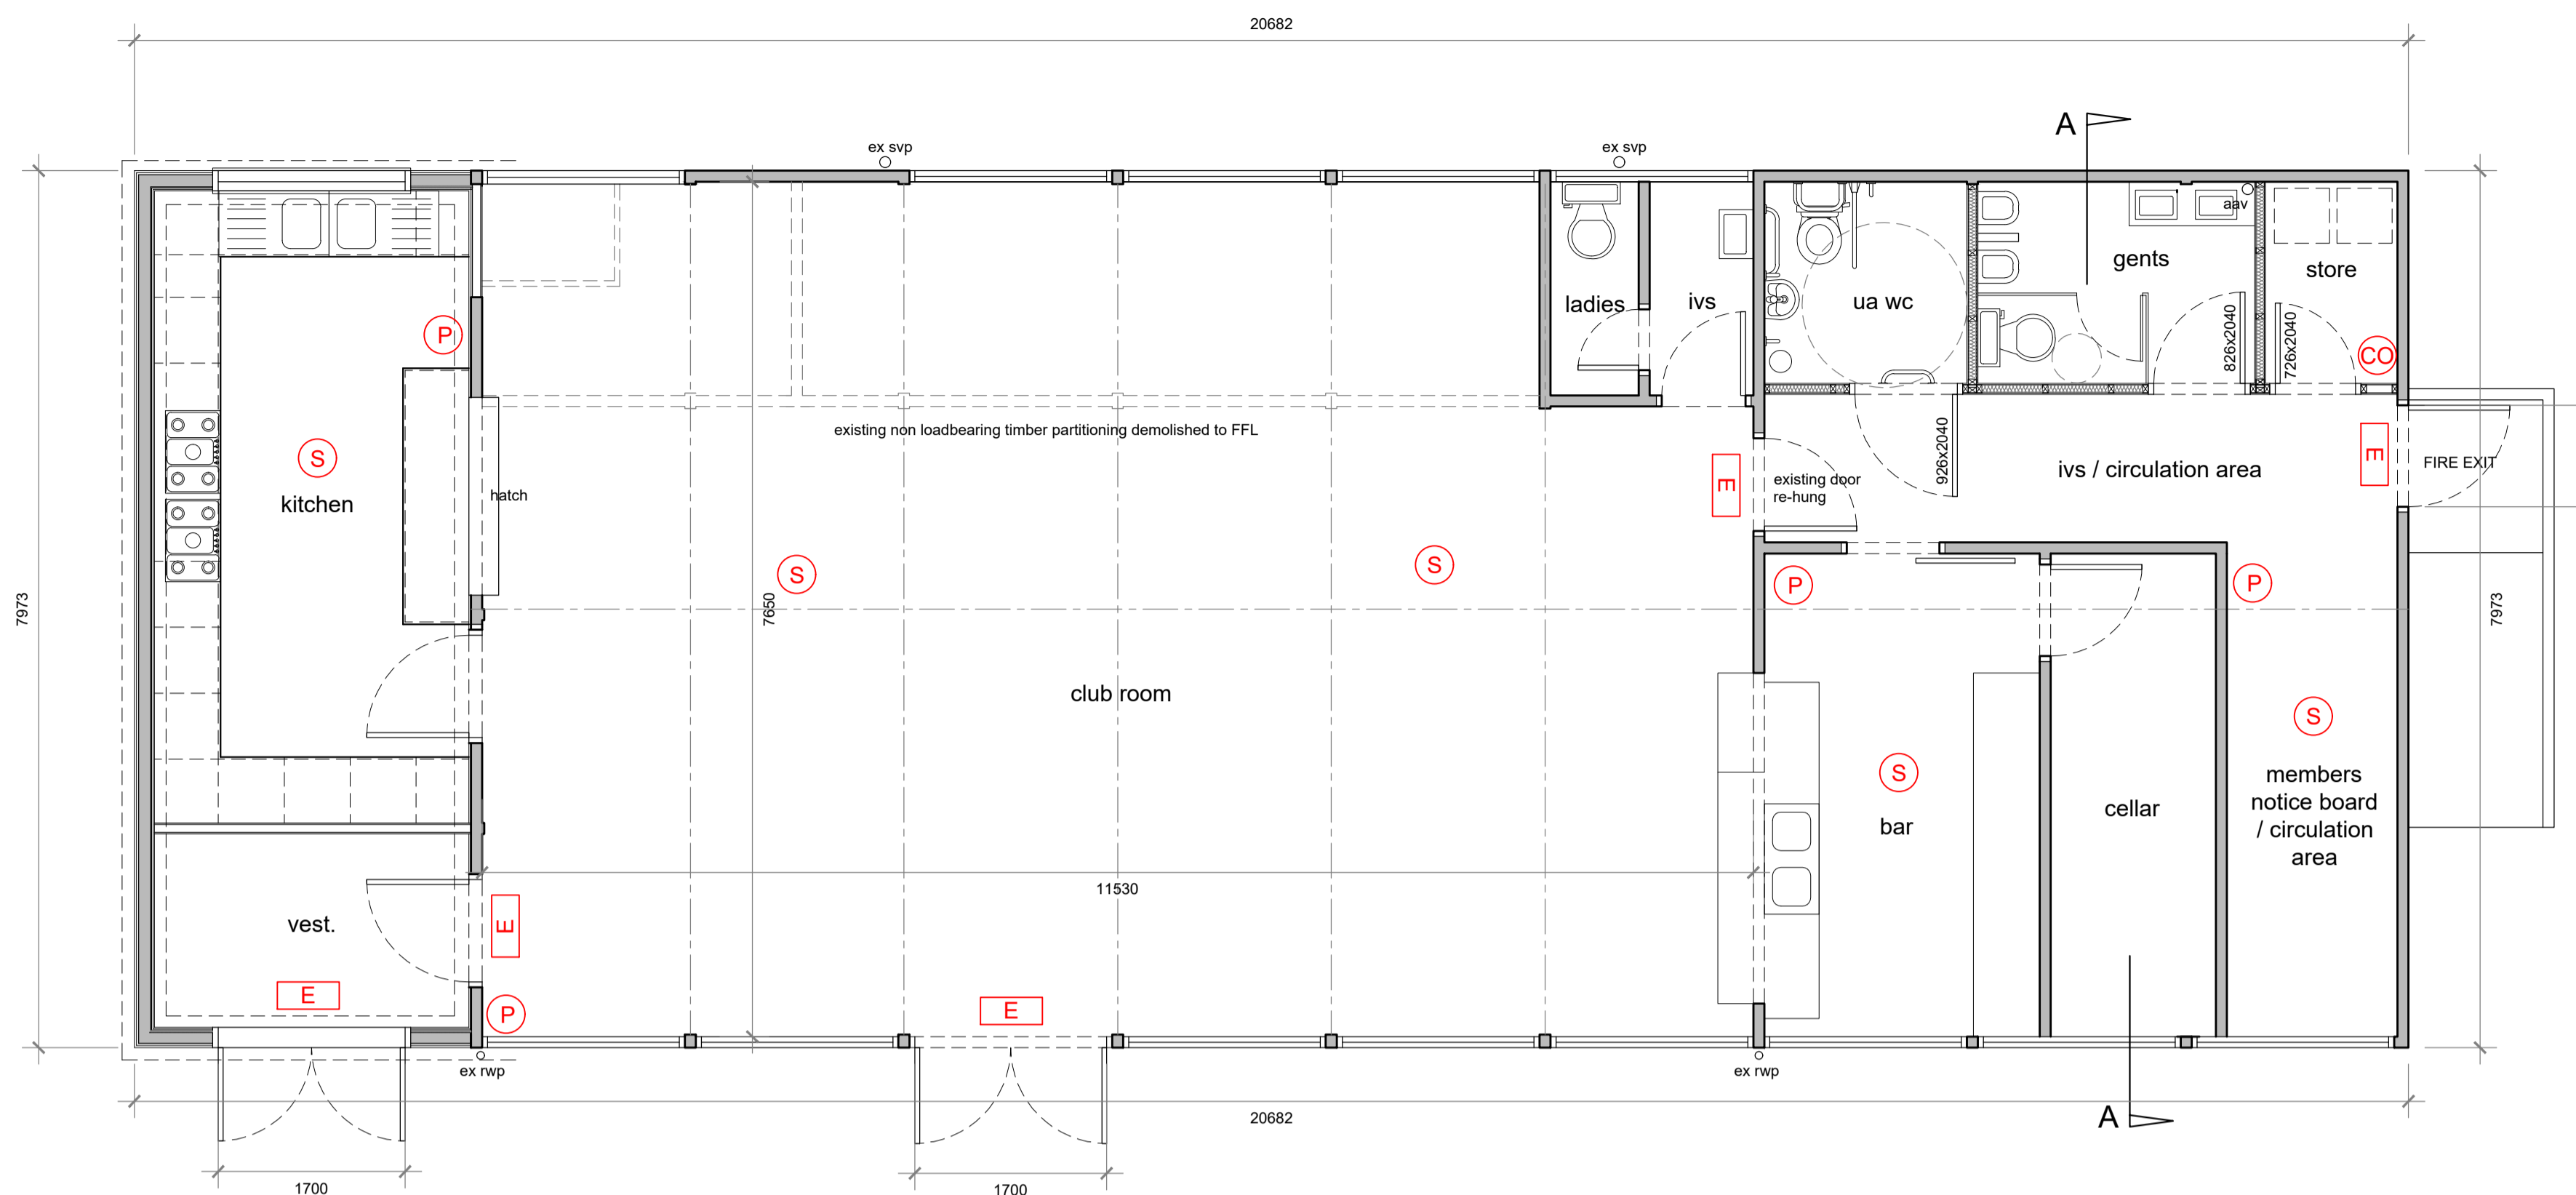 20682
A
ex svp
ex svp
aav
gents
store
ladies
ivs
ua wc
826x2040
726x2040
P
CO
existing non loadbearing timber partitioning demolished to FFL
S
kitchen
hatch
E
existing door
re-hung
926x2040
ivs / circulation area
E
FIRE EXIT
S
S
P
P
7973
7650
7973
club room
S
bar
cellar
S
members
notice board
/ circulation
area
11530
vest.
E
E
P
E
ex rwp
ex rwp
20682
A
1700
1700